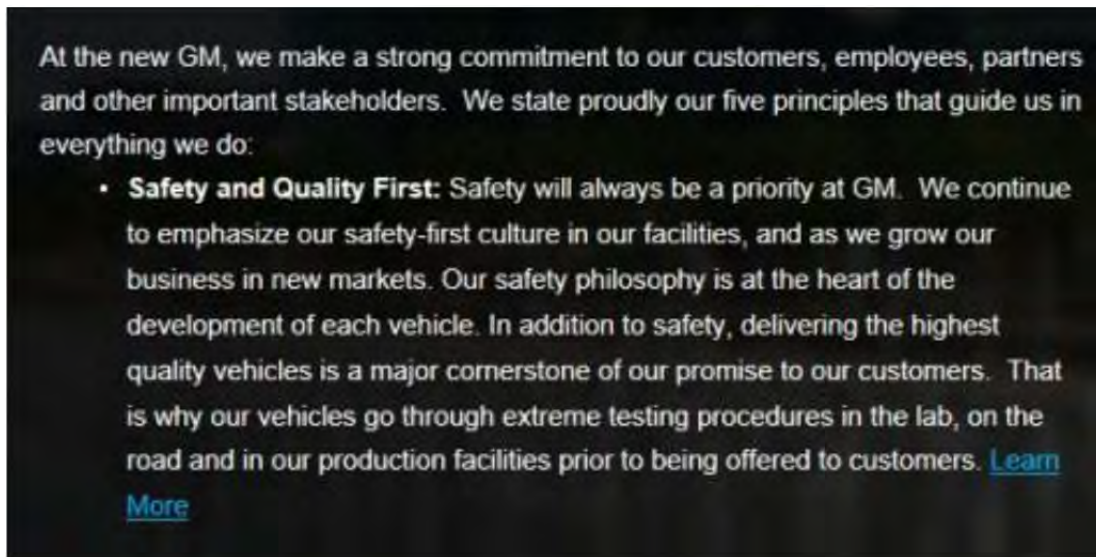 At the new GM, we make a strong commitment to our customers, employees, partners
and other important stakeholders.  We state proudly our five principles that guide us in
everything we do:
• Safety and Quality First: Safety will always be a priority at GM.  We continue
to emphasize our safety-first culture in our facilities, and as we grow our
business in new markets. Our safety philosophy is at the heart of the
development of each vehicle. In addition to safety, delivering the highest
quality vehicles is a major cornerstone of our promise to our customers.  That
is why our vehicles go through extreme testing procedures in the lab, on the
road and in our production facilities prior to being offered to customers. Learn
More